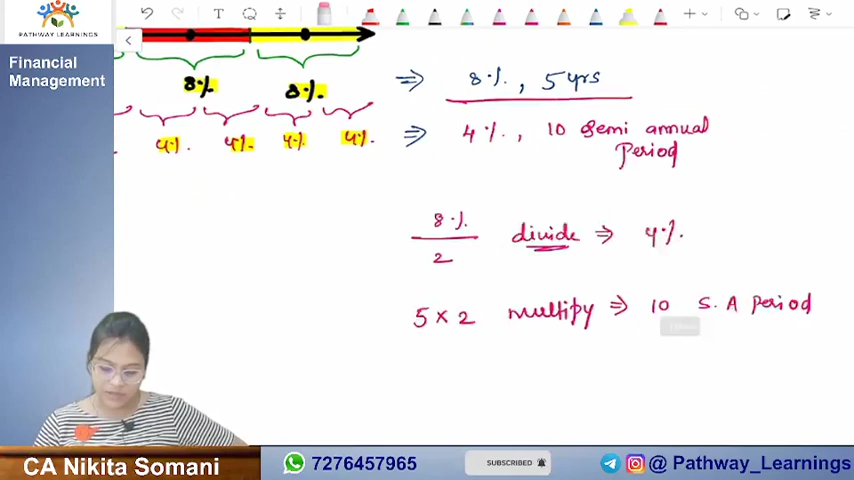 PATHWAY LEARNINGS
Financial
Management
8%
8%
⇒ 8%, 5 yrs
4%. 4%. 4%. 4%.
⇒ 4%., 10 Semi annual
Period
8%
2
divide ⇒ 4%.
5 × 2 multipy ⇒ 10 S.A Period
CA Nikita Somani
7276457965
SUBSCRIBED
@ Pathway_Learnings